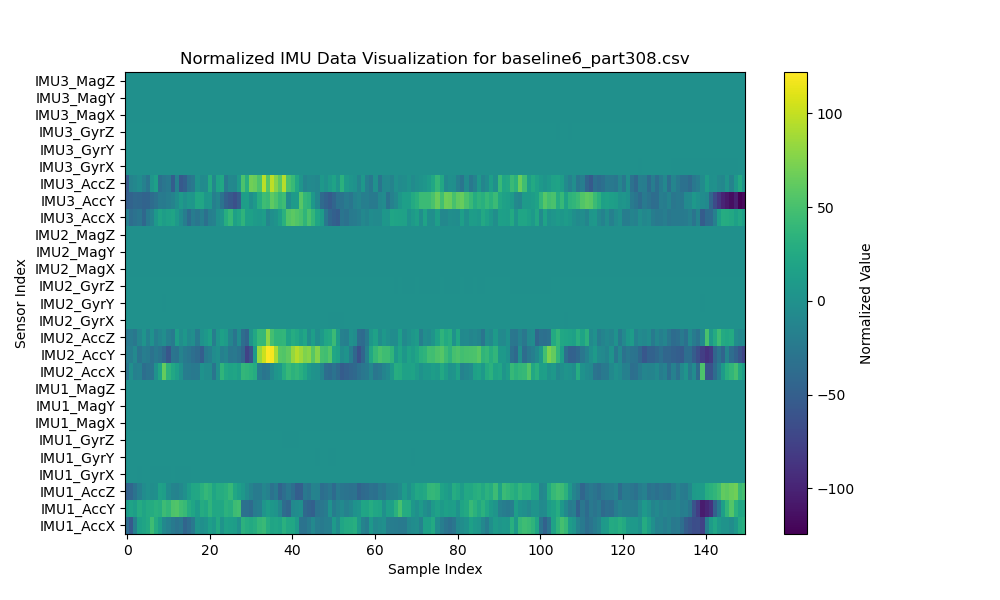 Normalized IMU Data Visualization for baseline6_part308.csv
IMU3_MagZ
IMU3_MagY
IMU3_MagX
IMU3_GyrZ
IMU3_GyrY
IMU3_GyrX
IMU3_AccZ
IMU3_AccY
IMU3_AccX
IMU2_MagZ
IMU2_MagY
IMU2_MagX
IMU2_GyrZ
IMU2_GyrY
IMU2_GyrX
IMU2_AccZ
IMU2_AccY
IMU2_AccX
IMU1_MagZ
IMU1_MagY
IMU1_MagX
IMU1_GyrZ
IMU1_GyrY
IMU1_GyrX
IMU1_AccZ
IMU1_AccY
IMU1_AccX
Sensor Index
0 20 40 60 80 100 120 140
Sample Index
100
50
0
−50
−100
Normalized Value